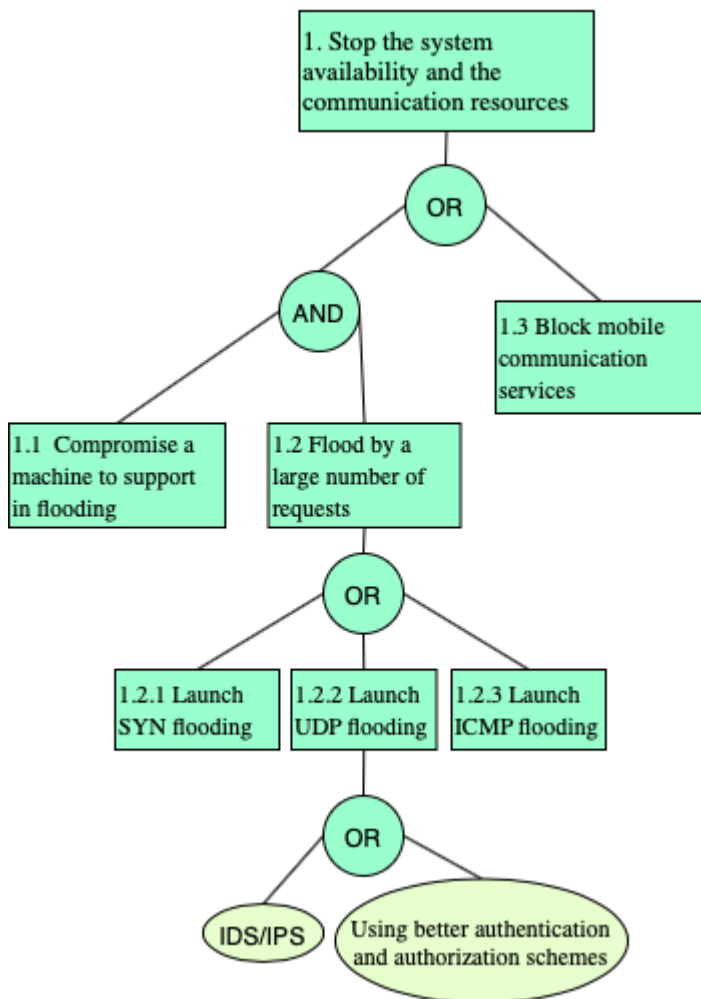 1. Stop the system
availability and the
communication resources
OR
AND
1.3 Block mobile
communication
services
1.1 Compromise a
machine to support
in flooding
1.2 Flood by a
large number of
requests
OR
1.2.1 Launch
SYN flooding
1.2.2 Launch
UDP flooding
1.2.3 Launch
ICMP flooding
OR
IDS/IPS
Using better authentication
and authorization schemes